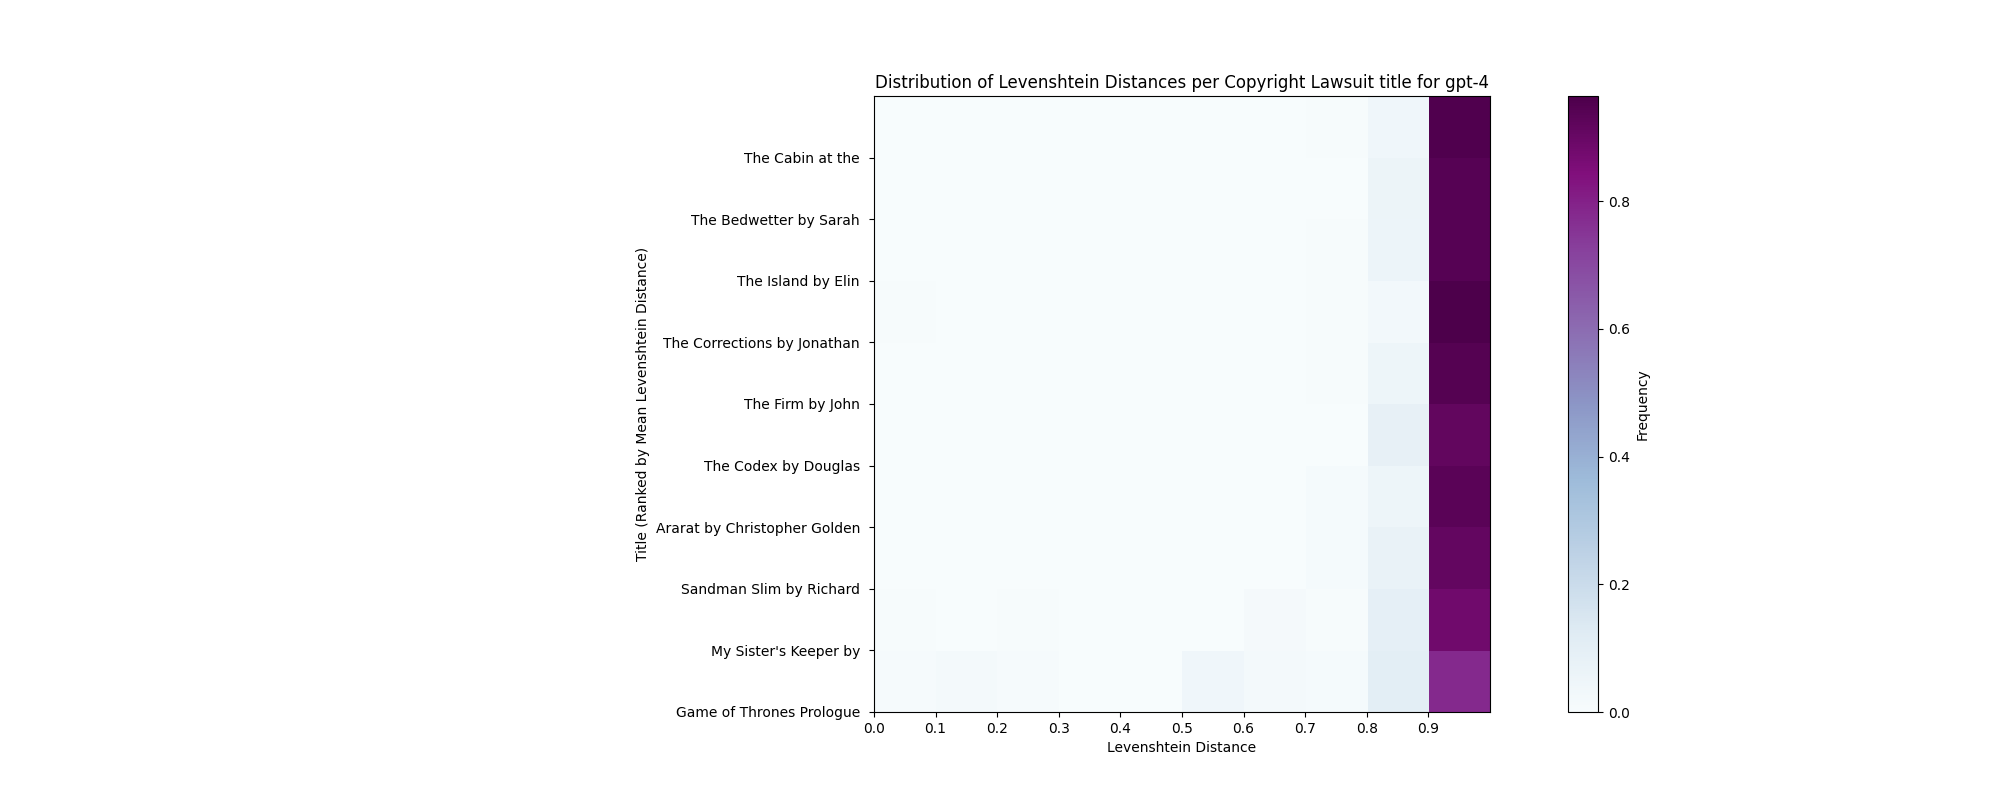 Distribution of Levenshtein Distances per Copyright Lawsuit title for gpt-4
Title (Ranked by Mean Levenshtein Distance)
The Cabin at the
The Bedwetter by Sarah
The Island by Elin
The Corrections by Jonathan
The Firm by John
The Codex by Douglas
Ararat by Christopher Golden
Sandman Slim by Richard
My Sister's Keeper by
Game of Thrones Prologue
0.0 0.1 0.2 0.3 0.4 0.5 0.6 0.7 0.8 0.9
Levenshtein Distance
0.8
0.6
0.4
0.2
0.0
Frequency